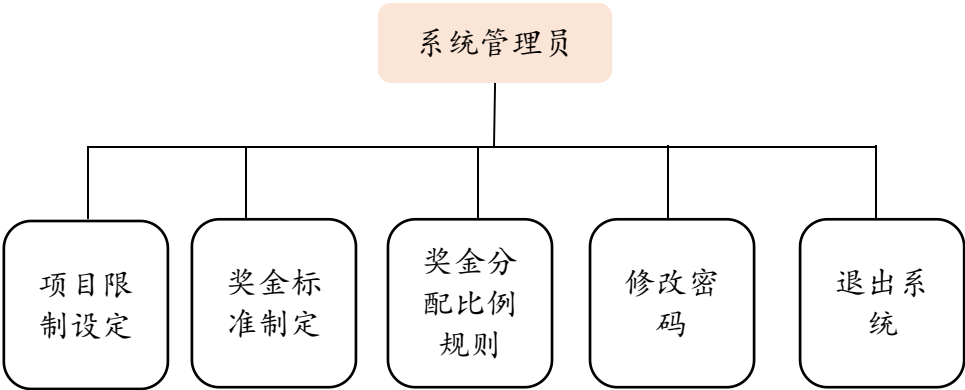 系统管理员
项目限
制设定
奖金标
准制定
奖金分
配比例
规则
修改密
码
退出系
统